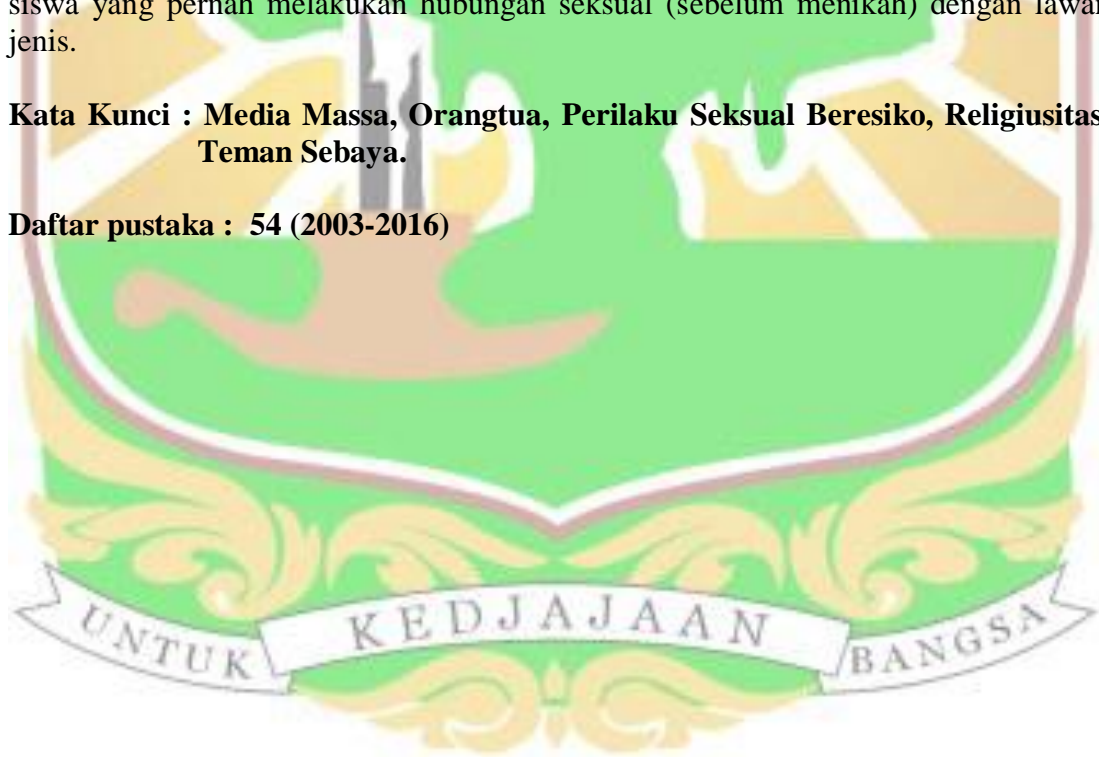 siswa yang pernah melakukan hubungan seksual (sebelum menikah) dengan lawan
jenis.
Kata Kunci : Media Massa, Orangtua, Perilaku Seksual Beresiko, Religiusitas
Teman Sebaya.
Daftar pustaka : 54 (2003-2016)
UNTUK KEDJAJAAN BANGSA